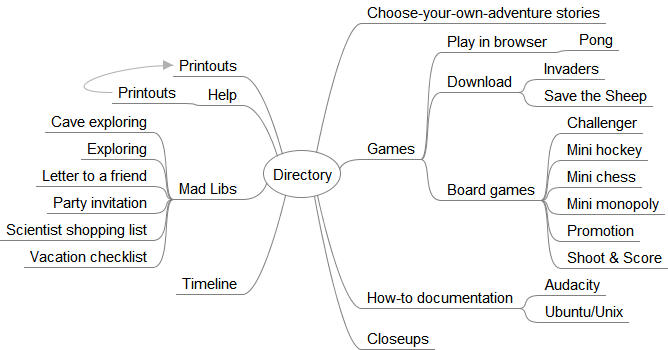 Directory
Choose-your-own-adventure stories
Games
Play in browser
Pong
Download
Invaders
Save the Sheep
Board games
Challenger
Mini hockey
Mini chess
Mini monopoly
Promotion
Shoot & Score
How-to documentation
Audacity
Ubuntu/Unix
Closeups
Printouts
Help
Printouts
Mad Libs
Cave exploring
Exploring
Letter to a friend
Party invitation
Scientist shopping list
Vacation checklist
Timeline